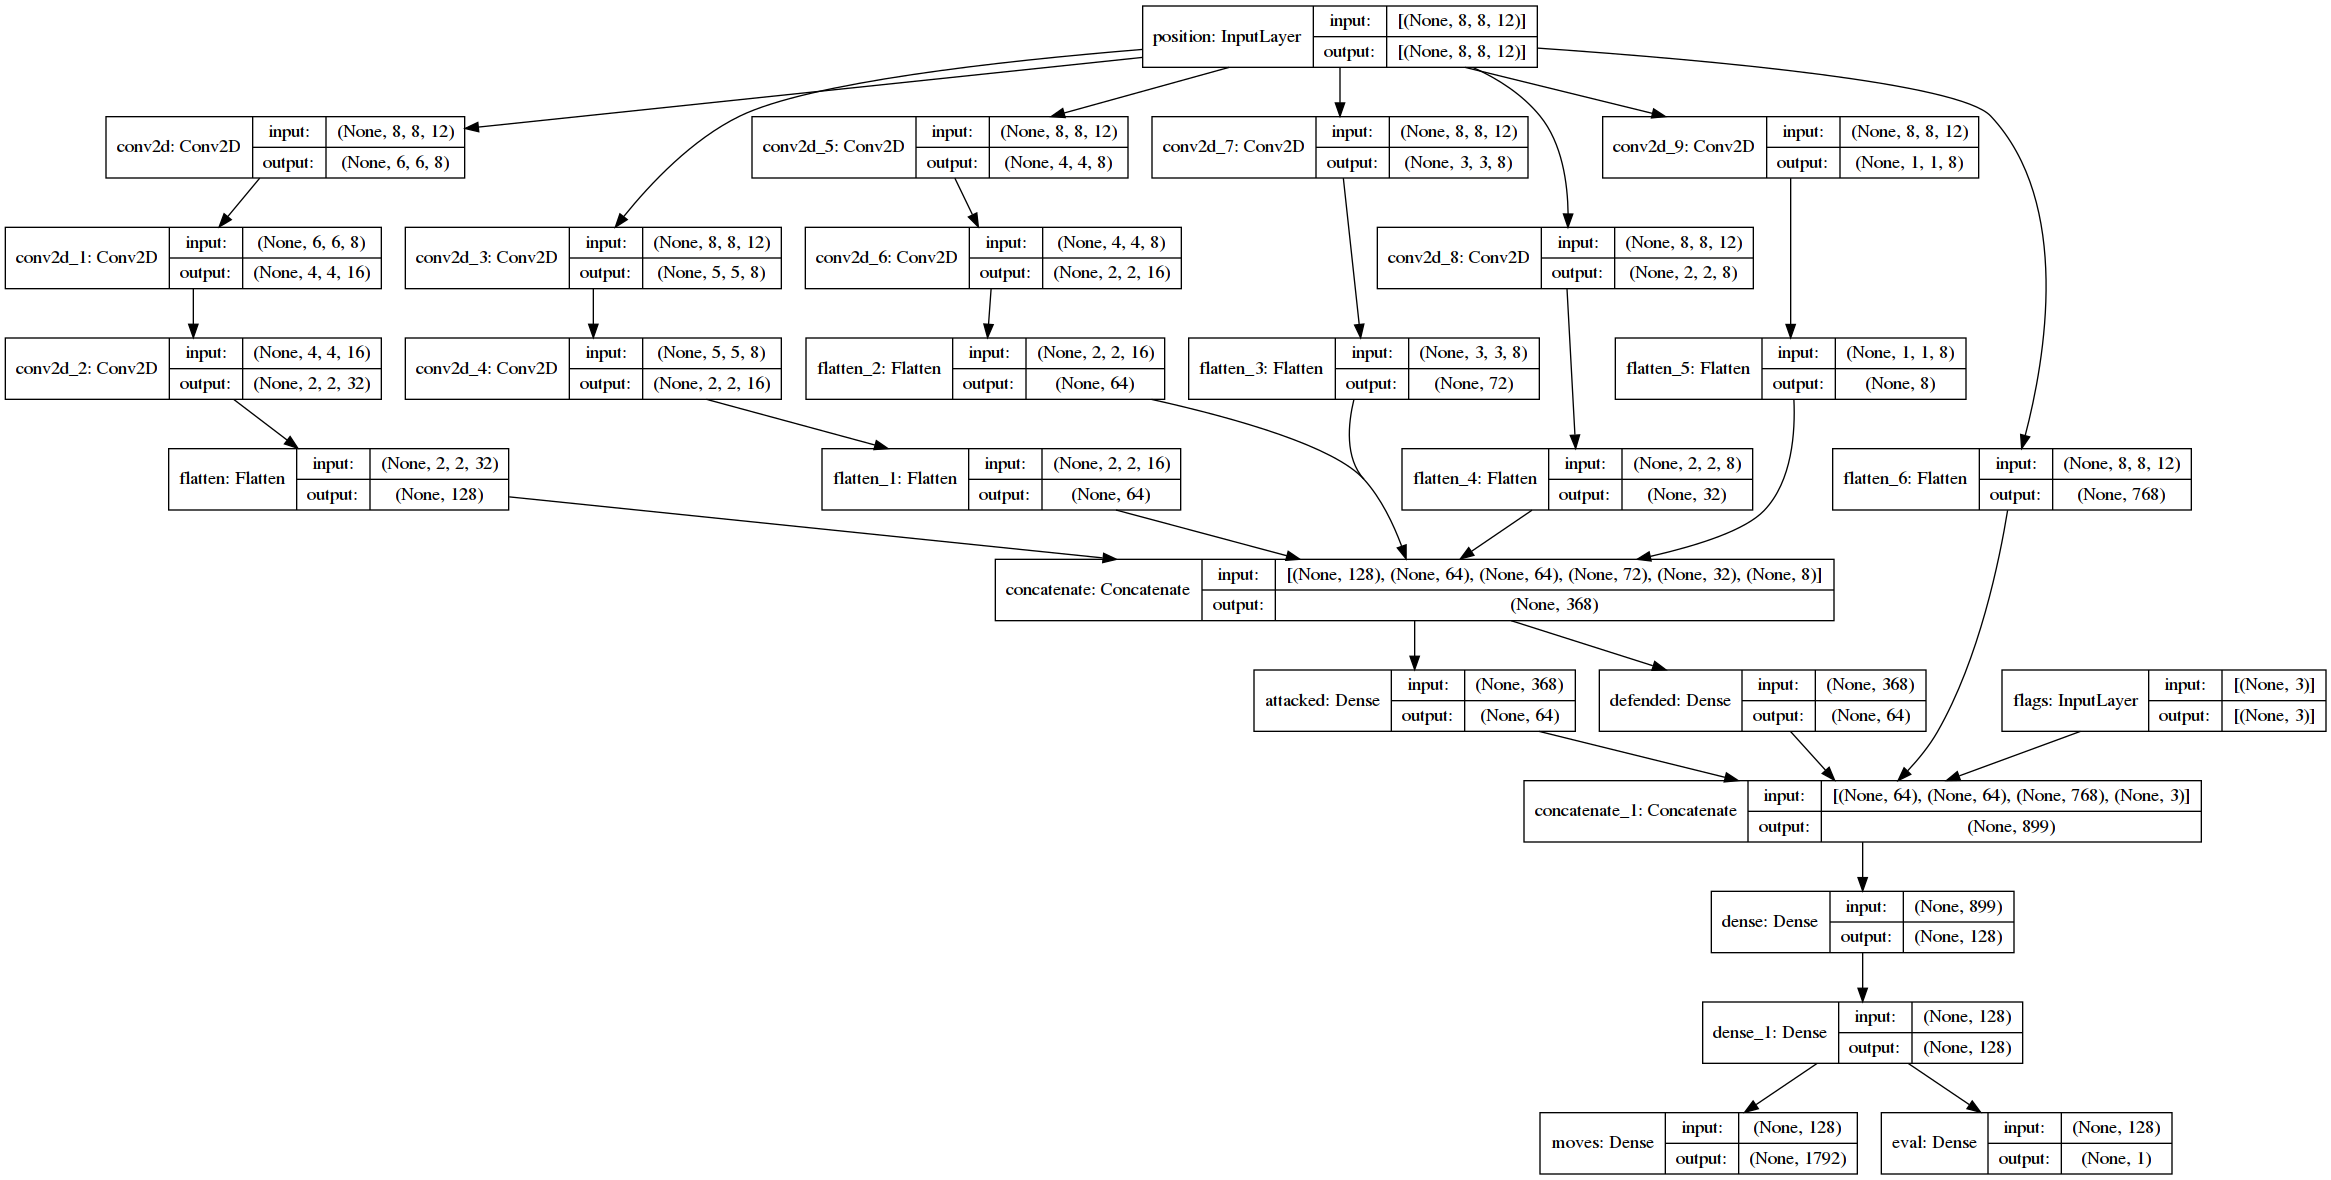 position: InputLayer
input: [(None, 8, 8, 12)]
output: [(None, 8, 8, 12)]
conv2d: Conv2D
input: (None, 8, 8, 12)
output: (None, 6, 6, 8)
conv2d_5: Conv2D
input: (None, 8, 8, 12)
output: (None, 4, 4, 8)
conv2d_7: Conv2D
input: (None, 8, 8, 12)
output: (None, 3, 3, 8)
conv2d_9: Conv2D
input: (None, 8, 8, 12)
output: (None, 1, 1, 8)
conv2d_1: Conv2D
input: (None, 6, 6, 8)
output: (None, 4, 4, 16)
conv2d_3: Conv2D
input: (None, 8, 8, 12)
output: (None, 5, 5, 8)
conv2d_6: Conv2D
input: (None, 4, 4, 8)
output: (None, 2, 2, 16)
conv2d_8: Conv2D
input: (None, 8, 8, 12)
output: (None, 2, 2, 8)
conv2d_2: Conv2D
input: (None, 4, 4, 16)
output: (None, 2, 2, 32)
conv2d_4: Conv2D
input: (None, 5, 5, 8)
output: (None, 2, 2, 16)
flatten_2: Flatten
input: (None, 2, 2, 16)
output: (None, 64)
flatten_3: Flatten
input: (None, 3, 3, 8)
output: (None, 72)
flatten_5: Flatten
input: (None, 1, 1, 8)
output: (None, 8)
flatten: Flatten
input: (None, 2, 2, 32)
output: (None, 128)
flatten_1: Flatten
input: (None, 2, 2, 16)
output: (None, 64)
flatten_4: Flatten
input: (None, 2, 2, 8)
output: (None, 32)
flatten_6: Flatten
input: (None, 8, 8, 12)
output: (None, 768)
concatenate: Concatenate
input: [(None, 128), (None, 64), (None, 64), (None, 72), (None, 32), (None, 8)]
output: (None, 368)
attacked: Dense
input: (None, 368)
output: (None, 64)
defended: Dense
input: (None, 368)
output: (None, 64)
flags: InputLayer
input: [(None, 3)]
output: [(None, 3)]
concatenate_1: Concatenate
input: [(None, 64), (None, 64), (None, 768), (None, 3)]
output: (None, 899)
dense: Dense
input: (None, 899)
output: (None, 128)
dense_1: Dense
input: (None, 128)
output: (None, 128)
moves: Dense
input: (None, 128)
output: (None, 1792)
eval: Dense
input: (None, 128)
output: (None, 1)